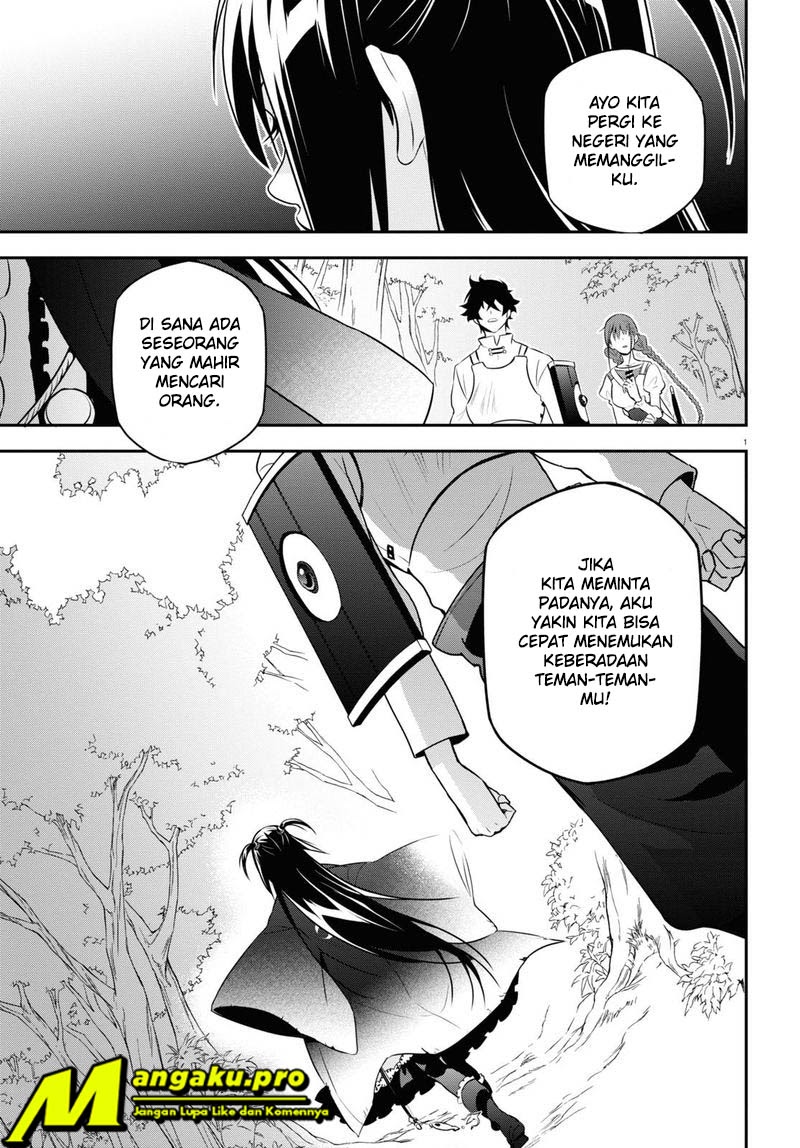 AYO KITA
PERGI KE
NEGERI YANG
MEMANGGIL-
KU.
DI SANA ADA
SESEORANG
YANG MAHIR
MENCARI
ORANG.
1
JIKA
KITA MEMINTA
PADANYA, AKU
YAKIN KITA BISA
CEPAT MENEMUKAN
KEBERADAAN
TEMAN-TEMAN-
MU!
Mangaku.pro
Jangan Lupa Like dan Komennya